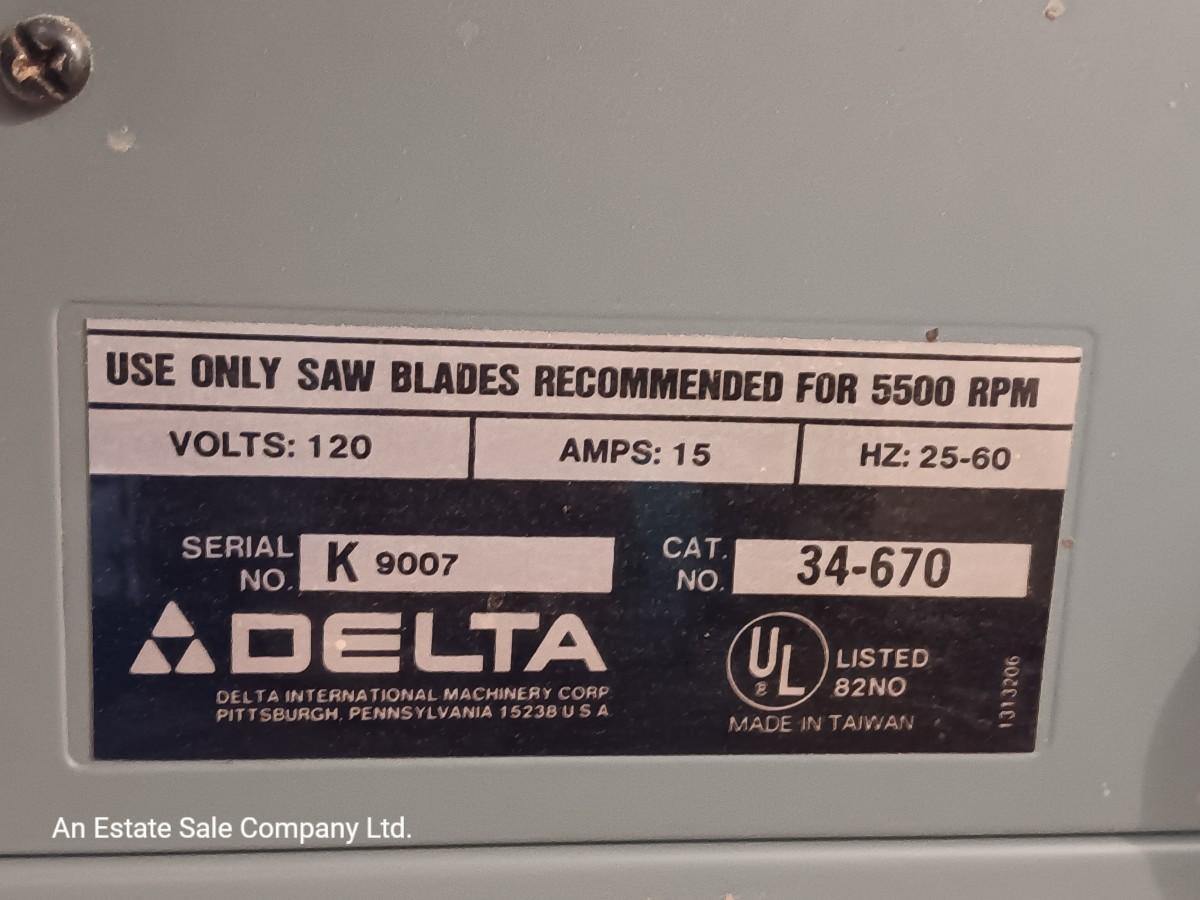 USE ONLY SAW BLADES RECOMMENDED FOR 5500 RPM
VOLTS: 120 AMPS: 15 HZ: 25-60
SERIAL NO. K 9007
CAT. NO. 34-670
DELTA
DELTA INTERNATIONAL MACHINERY CORP.
PITTSBURGH, PENNSYLVANIA 15238 U S A
UL ® LISTED
82NO
MADE IN TAIWAN
1313206
An Estate Sale Company Ltd.